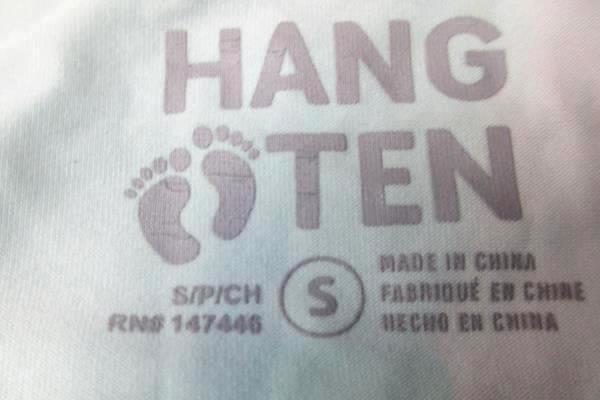 HANG
TEN
S/P/CH
RN# 147446
S
MADE IN CHINA
FABRIQUÉ EN CHINE
HECHO EN CHINA